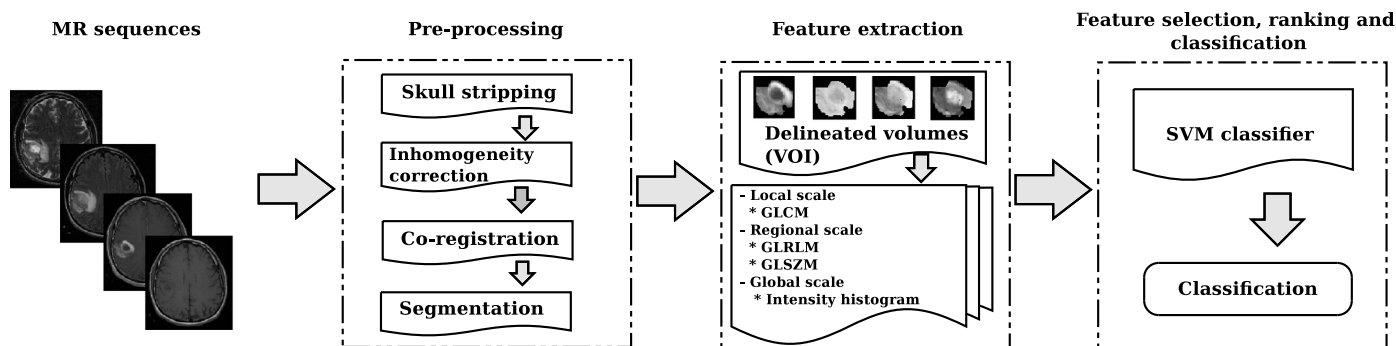 MR sequences
Pre-processing
Skull stripping
Inhomogeneity
correction
Co-registration
Segmentation
Feature extraction
Delineated volumes
(VOI)
– Local scale
* GLCM
– Regional scale
* GLRLM
* GLSZM
– Global scale
* Intensity histogram
Feature selection, ranking and
classification
SVM classifier
Classification